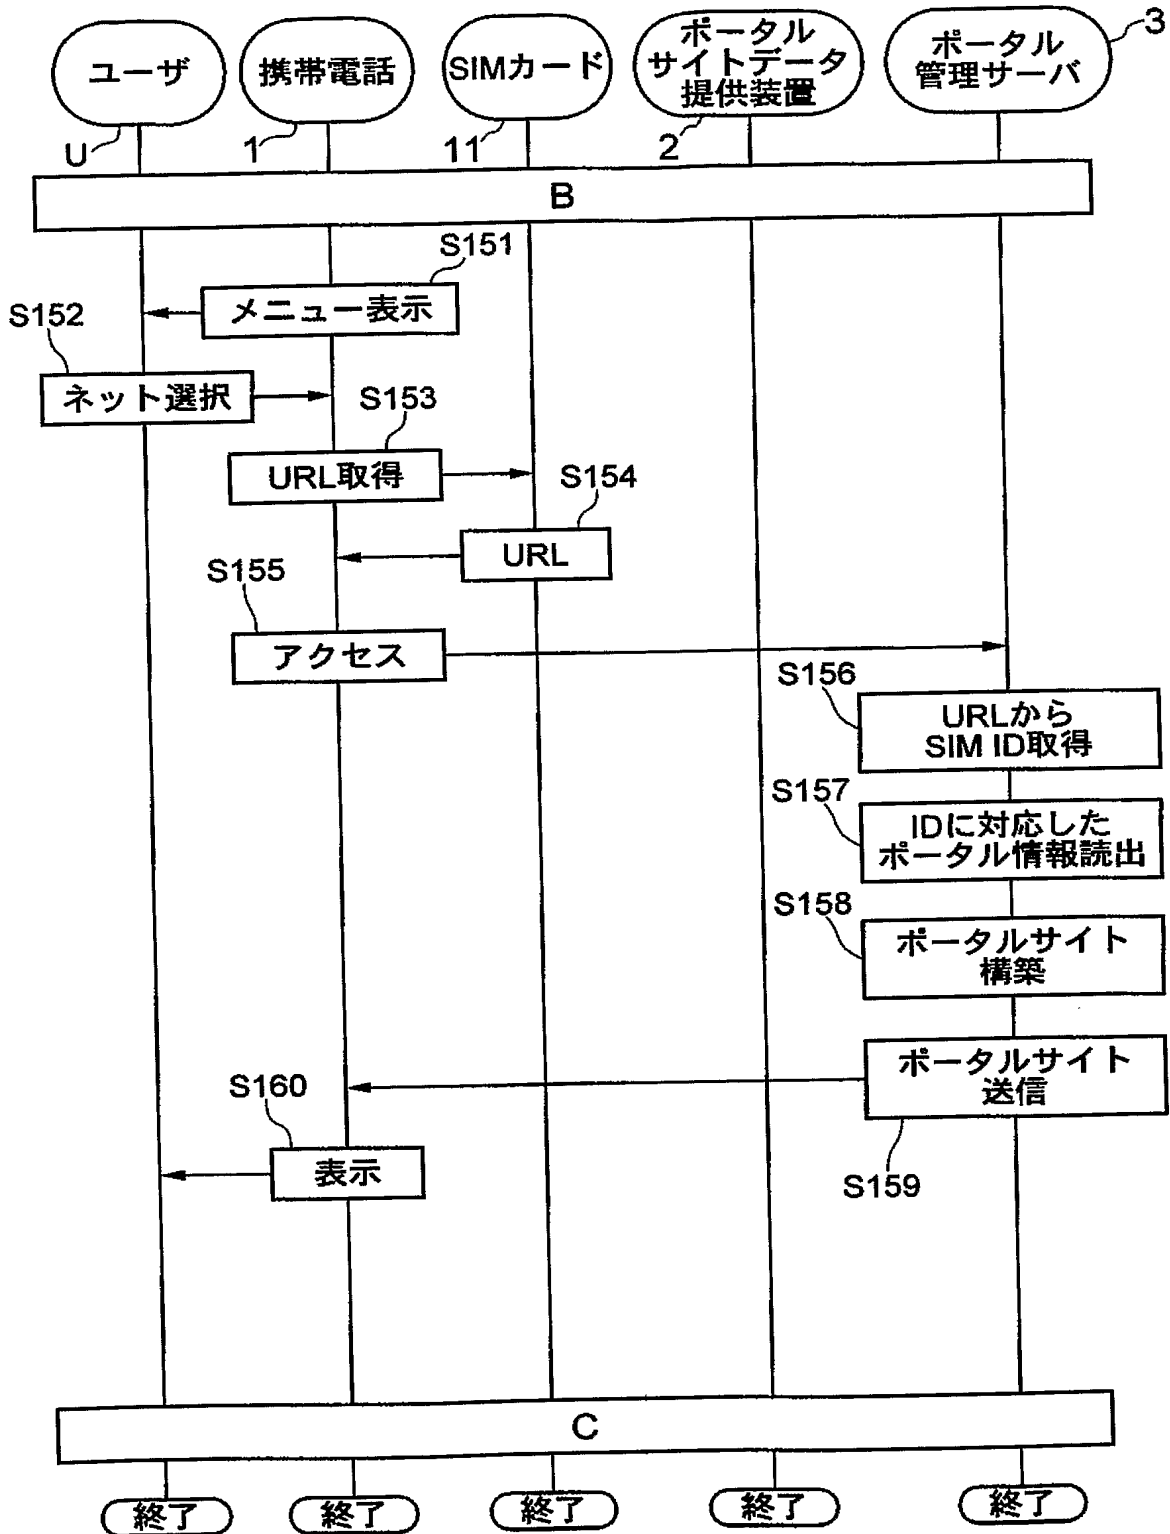 ユーザ
携帯電話
SIMカード
ポータル
サイトデータ
提供装置
ポータル
管理サーバ
3
U
1
11
2
B
S151
メニュー表示
S152
ネット選択
S153
URL取得
S154
URL
S155
アクセス
S156
URLから
SIM ID取得
S157
IDに対応した
ポータル情報読出
S158
ポータルサイト
構築
ポータルサイト
送信
S159
S160
表示
C
終了
終了
終了
終了
終了